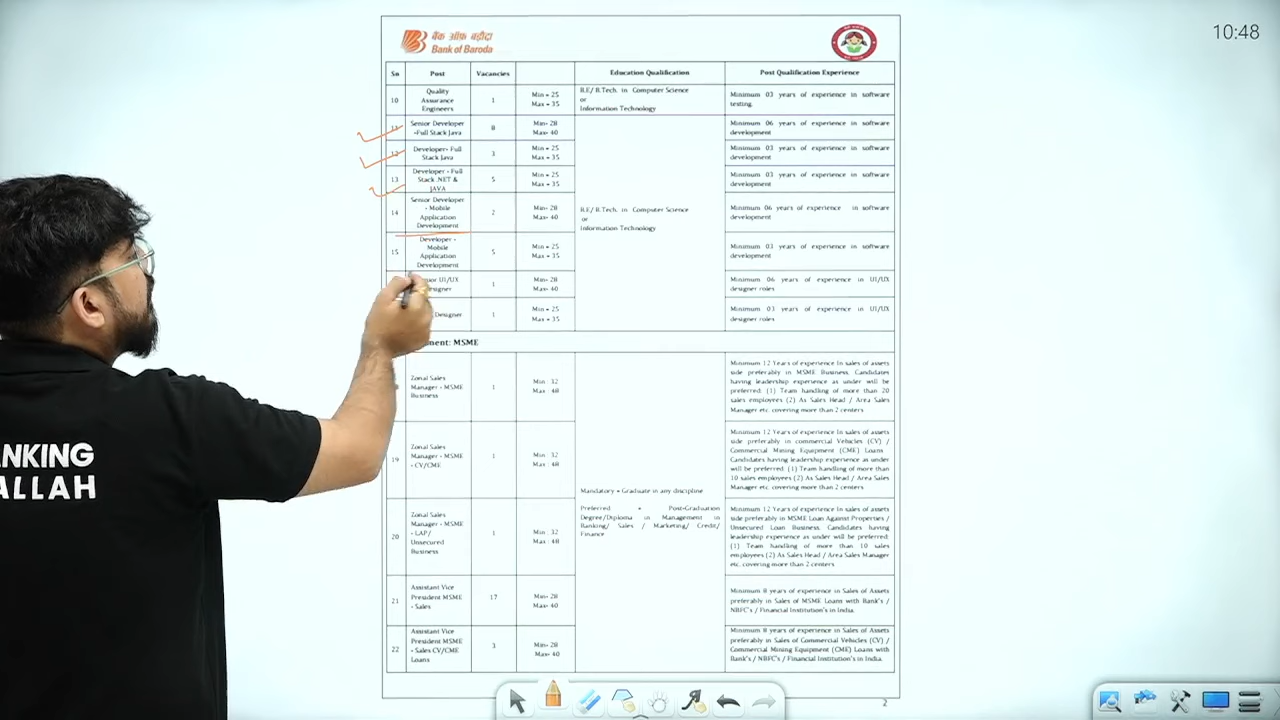 10:48
बैंक ऑफ़ बड़ौदा
Bank of Baroda
Sn Post Vacancies Education Qualification Post Qualification Experience
10 Quality Assurance Engineers 1 Min = 25 Max = 35 B.E/ B.Tech. in Computer Science or Information Technology Minimum 03 years of experience in software testing.
11 Senior Developer -Full Stack Java 8 Min= 28 Max= 40 Minimum 06 years of experience in software development
12 Developer- Full Stack Java 3 Min = 25 Max = 35 Minimum 03 years of experience in software development
13 Developer - Full Stack .NET & JAVA 5 Min = 25 Max = 35 Minimum 03 years of experience in software development
14 Senior Developer - Mobile Application Development 2 Min= 28 Max= 40 B.E/ B.Tech. in Computer Science or Information Technology Minimum 06 years of experience in software development
15 Developer - Mobile Application Development 5 Min = 25 Max = 35 Minimum 03 years of experience in software development
UI/UX 1 Min= 28 Max= 40 Minimum 06 years of experience in UI/UX designer roles
Designer 1 Min = 25 Max = 35 Minimum 03 years of experience in UI/UX designer roles
MSME
Zonal Sales Manager - MSME Business 1 Min : 32 Max : 48 Minimum 12 Years of experience In sales of assets side preferably in MSME Business, Candidates having leadership experience as under will be preferred. (1) Team handling of more than 20 sales employees (2) As Sales Head / Area Sales Manager etc. covering more than 2 centers
19 Zonal Sales Manager - MSME - CV/CME 1 Min : 32 Max : 48 Minimum 12 Years of experience In sales of assets side preferably in commercial Vehicles (CV) / Commercial Mining Equipment (CME) Loans Candidates having leadership experience as under will be preferred. (1) Team handling of more than 10 sales employees (2) As Sales Head / Area Sales Manager etc. covering more than 2 centers
Mandatory = Graduate in any discipline
Preferred = Post-Graduation Degree/Diploma in Management in Banking/ Sales / Marketing/ Credit/ Finance
20 Zonal Sales Manager - MSME - LAP/ Unsecured Business 1 Min : 32 Max : 48 Minimum 12 Years of experience In sales of assets side preferably in MSME Loan Against Properties / Unsecured Loan Business, Candidates having leadership experience as under will be preferred. (1) Team handling of more than 10 sales employees (2) As Sales Head / Area Sales Manager etc. covering more than 2 centers
21 Assistant Vice President MSME - Sales 17 Min= 28 Max= 40 Minimum 8 years of experience in Sales of Assets preferably in Sales of MSME Loans with Bank's / NBFC's / Financial Institution's in India.
22 Assistant Vice President MSME - Sales CV/CME Loans 3 Min= 28 Max= 40 Minimum 8 years of experience in Sales of Assets preferably in Sales of Commercial Vehicles (CV) / Commercial Mining Equipment (CME) Loans with Bank's / NBFC's / Financial Institution's in India.
2